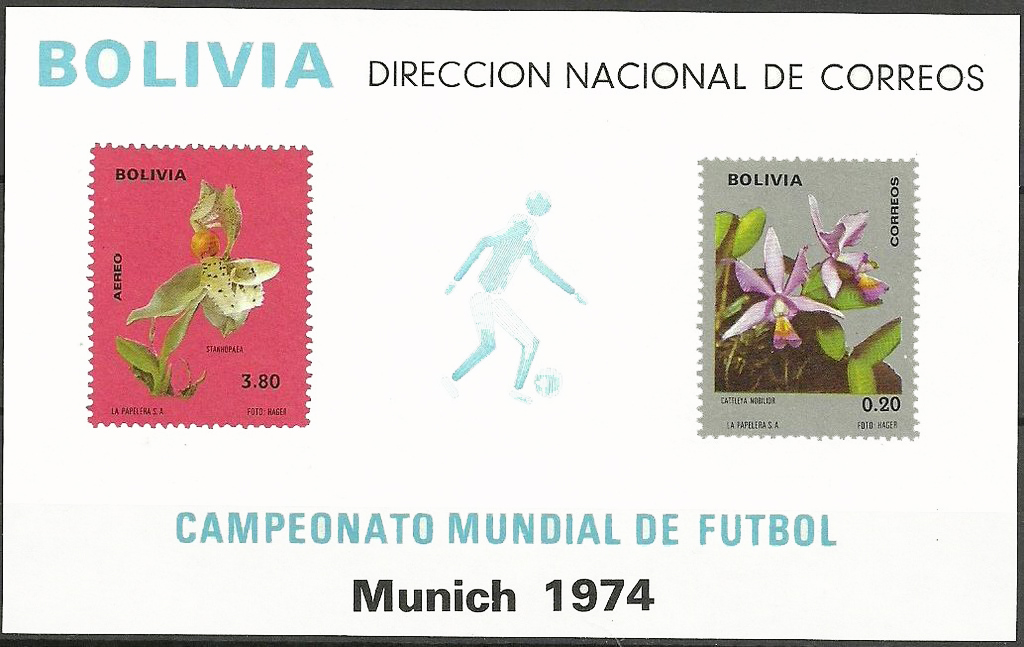 BOLIVIA DIRECCION NACIONAL DE CORREOS
BOLIVIA
AEREO
STANHOPAEA
3.80
LA PAPELERA S.A. FOTO: HAGER
BOLIVIA
CORREOS
CATTLEYA NOBILIOR
0.20
LA PAPELERA S.A. FOTO: HAGER
CAMPEONATO MUNDIAL DE FUTBOL
Munich 1974